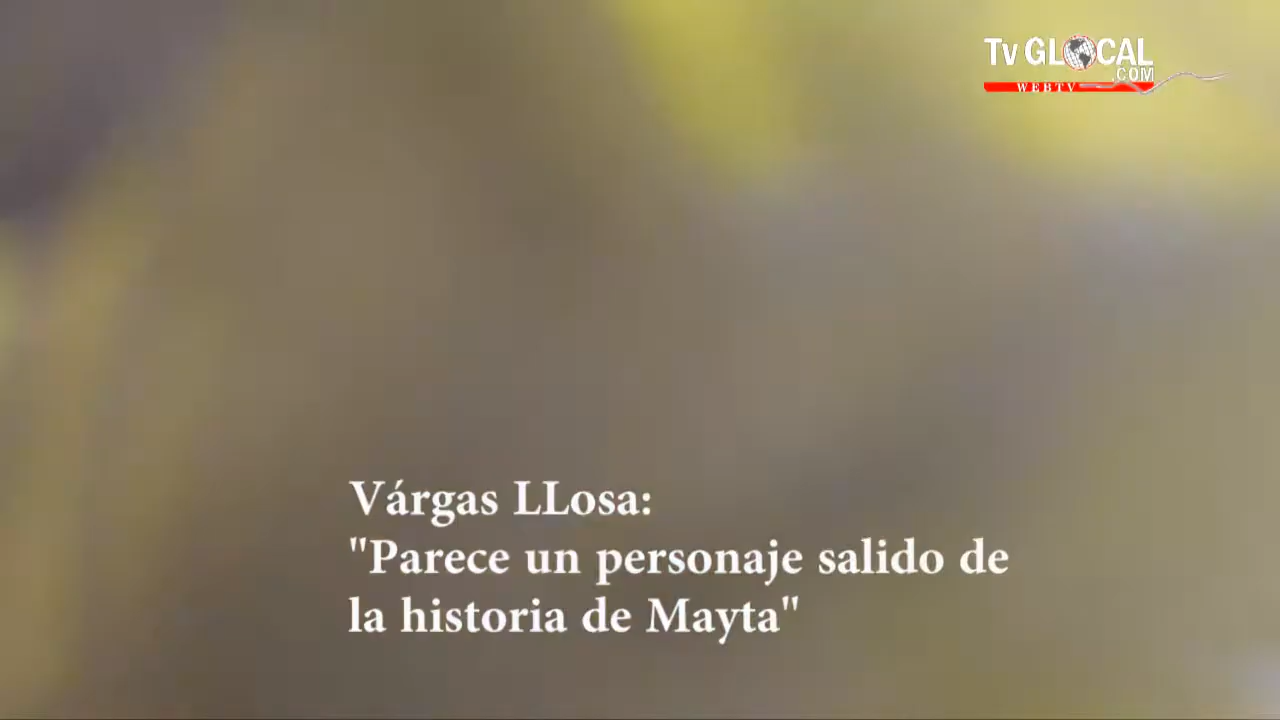 TV GLOCAL
.COM
WEBTV
Várgas LLosa:
"Parece un personaje salido de
la historia de Mayta"